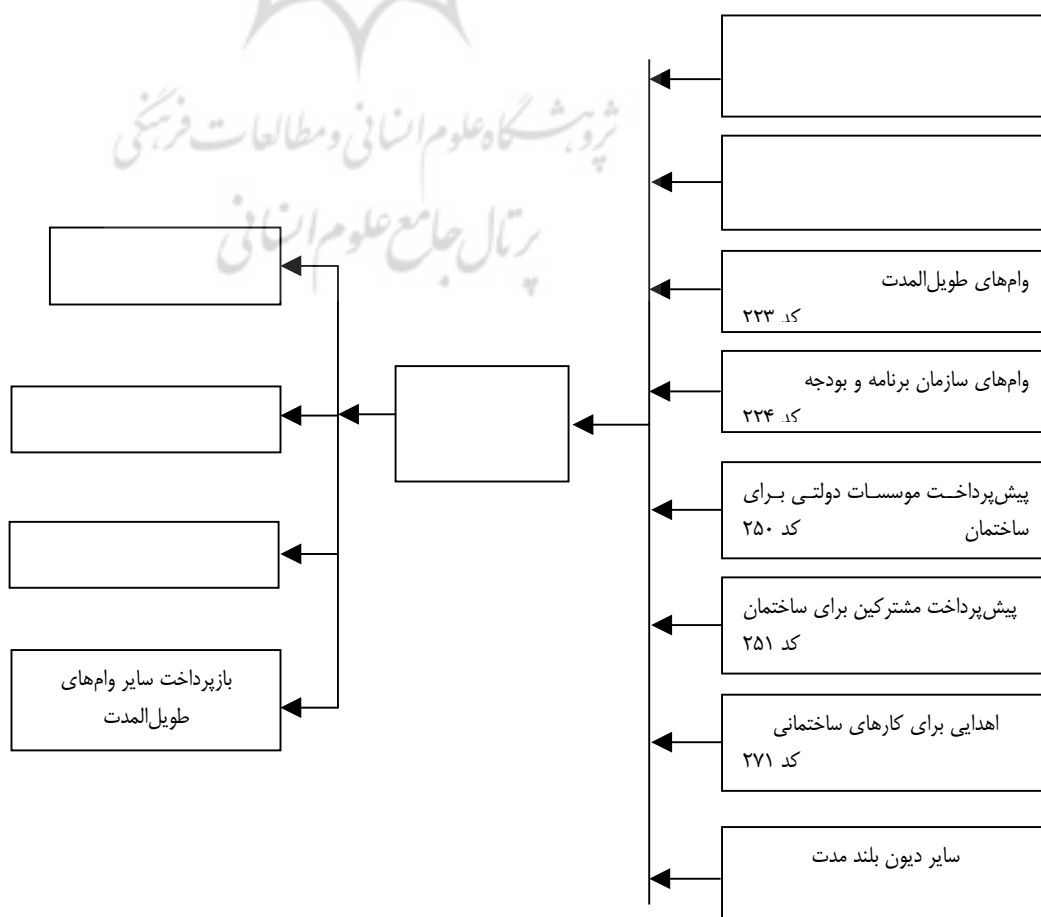 پژوهشگاه علوم انسانی و مطالعات فرهنگی
پرتال جامع علوم انسانی
وام‌های طویل‌المدت
کد ۲۲۳
وام‌های سازمان برنامه و بودجه
کد ۲۲۴
پیش‌پرداخت موسسات دولتی برای
ساختمان کد ۲۵۰
پیش‌پرداخت مشترکین برای ساختمان
کد ۲۵۱
اهدایی برای کارهای ساختمانی
کد ۲۷۱
سایر دیون بلند مدت
بازپرداخت سایر وام‌های
طویل‌المدت